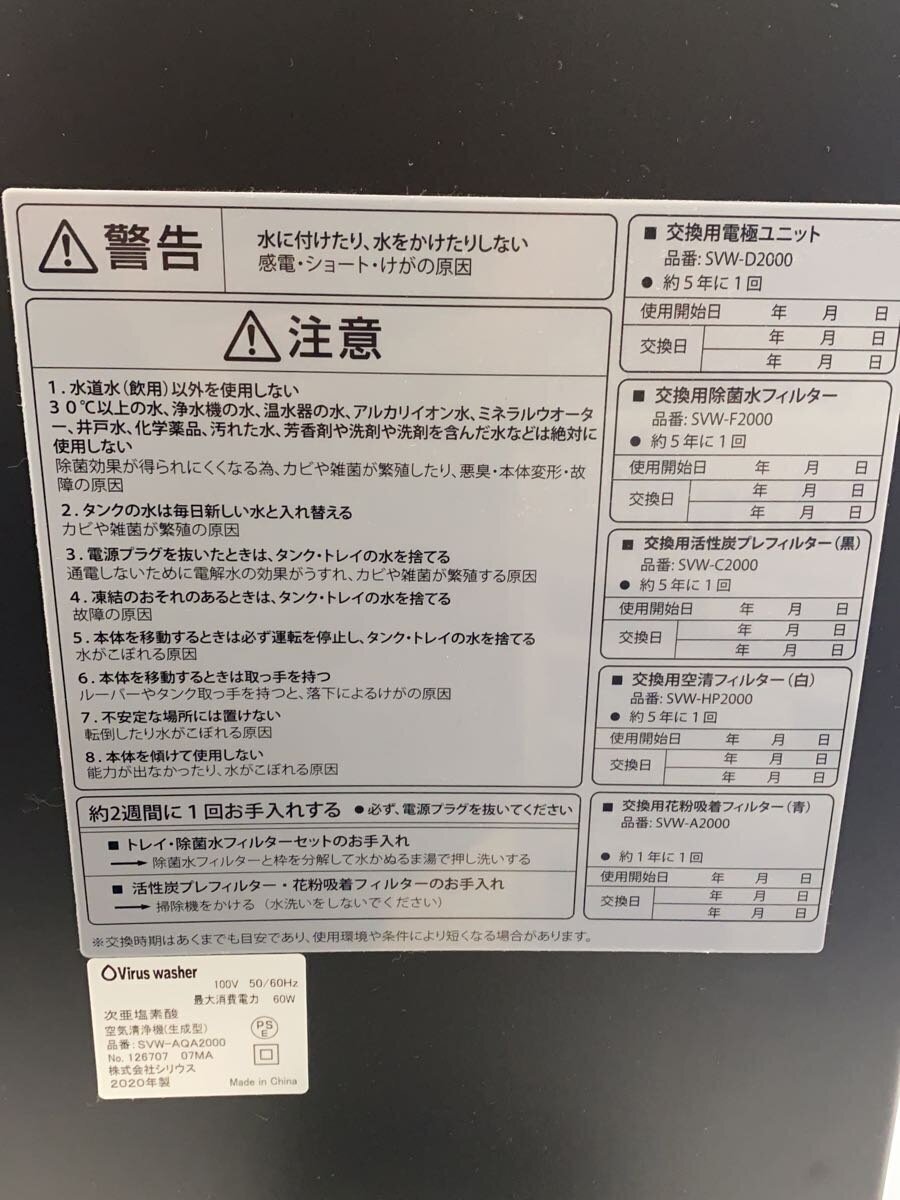 警告
水に付けたり、水をかけたりしない
感電・ショート・けがの原因
注意
1．水道水（飲用）以外を使用しない
３０℃以上の水、浄水機の水、温水器の水、アルカリイオン水、ミネラルウオータ
ー、井戸水、化学薬品、汚れた水、芳香剤や洗剤や洗剤を含んだ水などは絶対に
使用しない
除菌効果が得られにくくなる為、カビや雑菌が繁殖したり、悪臭・本体変形・故
障の原因
2．タンクの水は毎日新しい水と入れ替える
カビや雑菌が繁殖の原因
3．電源プラグを抜いたときは、タンク・トレイの水を捨てる
通電しないために電解水の効果がうすれ、カビや雑菌が繁殖する原因
4．凍結のおそれのあるときは、タンク・トレイの水を捨てる
故障の原因
5．本体を移動するときは必ず運転を停止し、タンク・トレイの水を捨てる
水がこぼれる原因
6．本体を移動するときは取っ手を持つ
ルーバーやタンク取っ手を持つと、落下によるけがの原因
7．不安定な場所には置けない
転倒したり水がこぼれる原因
8．本体を傾けて使用しない
能力が出なかったり、水がこぼれる原因
約2週間に１回お手入れする ●必ず、電源プラグを抜いてください
■ トレイ・除菌水フィルターセットのお手入れ
→ 除菌水フィルターと枠を分解して水かぬるま湯で押し洗いする
■ 活性炭プレフィルター・花粉吸着フィルターのお手入れ
→ 掃除機をかける（水洗いをしないでください）
※交換時期はあくまでも目安であり、使用環境や条件により短くなる場合があります。
■ 交換用電極ユニット
品番：SVW-D2000
● 約５年に１回
使用開始日 年 月 日
交換日 年 月 日
年 月 日
■ 交換用除菌水フィルター
品番：SVW-F2000
● 約５年に１回
使用開始日 年 月 日
交換日 年 月 日
年 月 日
■ 交換用活性炭プレフィルター（黒）
品番：SVW-C2000
● 約５年に１回
使用開始日 年 月 日
交換日 年 月 日
年 月 日
■ 交換用空清フィルター（白）
品番：SVW-HP2000
● 約５年に１回
使用開始日 年 月 日
交換日 年 月 日
年 月 日
■ 交換用花粉吸着フィルター（青）
品番：SVW-A2000
● 約１年に１回
使用開始日 年 月 日
交換日 年 月 日
年 月 日
Virus washer
100V 50/60Hz
最大消費電力 60W
次亜塩素酸
空気清浄機(生成型)
品番：SVW-AQA2000
No. 126707 07MA
株式会社シリウス
2020年製
PSE
Made in China